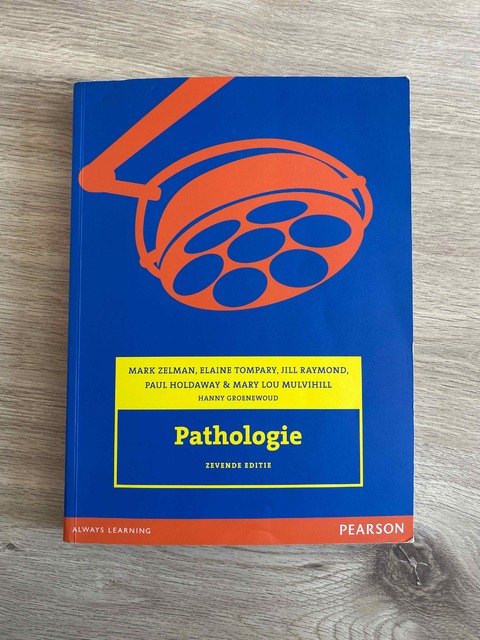 MARK ZELMAN, ELAINE TOMPARY, JILL RAYMOND,
PAUL HOLDAWAY & MARY LOU MULVIHILL
HANNY GROENEWOUD
Pathologie
ZEVENDE EDITIE
ALWAYS LEARNING
PEARSON